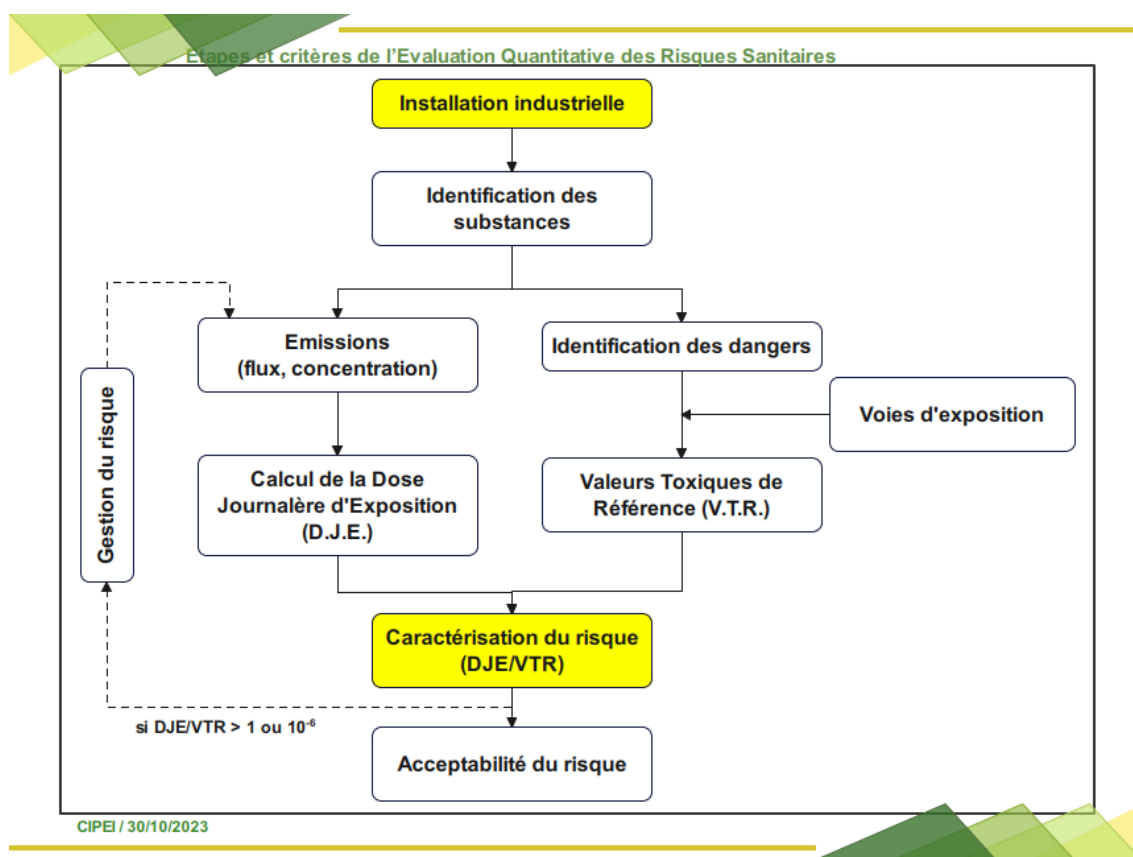 Etapes et critères de l'Evaluation Quantitative des Risques Sanitaires
Installation industrielle
Identification des
substances
Emissions
(flux, concentration)
Identification des dangers
Voies d'exposition
Gestion du risque
Calcul de la Dose
Journalère d'Exposition
(D.J.E.)
Valeurs Toxiques de
Référence (V.T.R.)
Caractérisation du risque
(DJE/VTR)
si DJE/VTR > 1 ou 10⁻⁶
Acceptabilité du risque
CIPEI / 30/10/2023